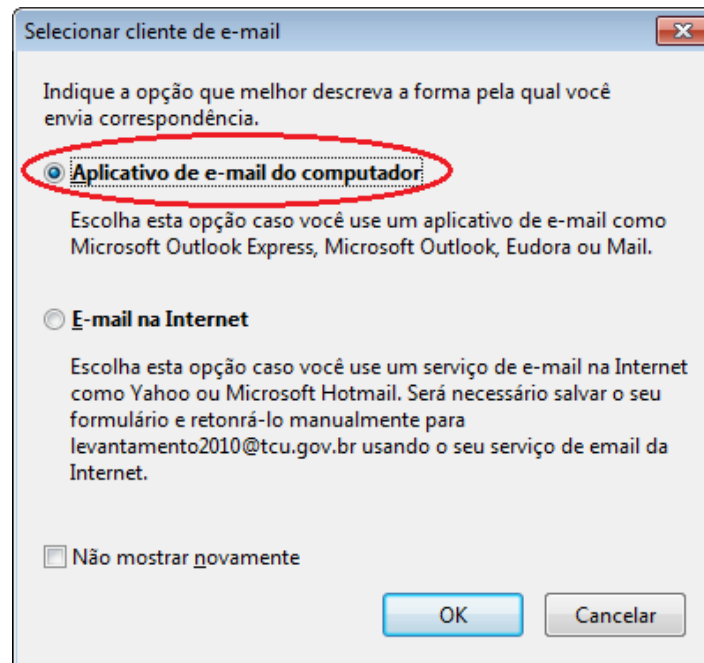 Selecionar cliente de e-mail
Indique a opção que melhor descreva a forma pela qual você
envia correspondência.
Aplicativo de e-mail do computador
Escolha esta opção caso você use um aplicativo de e-mail como
Microsoft Outlook Express, Microsoft Outlook, Eudora ou Mail.
E-mail na Internet
Escolha esta opção caso você use um serviço de e-mail na Internet
como Yahoo ou Microsoft Hotmail. Será necessário salvar o seu
formulário e retonrá-lo manualmente para
levantamento2010@tcu.gov.br usando o seu serviço de email da
Internet.
Não mostrar novamente
OK
Cancelar